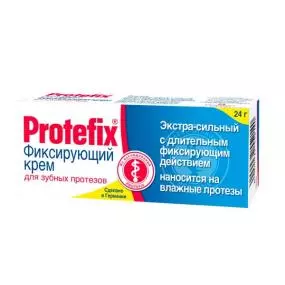 Protefix®
Фиксирующий
крем
для зубных протезов
Сделано
в Германии
24 г
Экстра-сильный
с длительным
фиксирующим
действием
наносится на
влажные протезы